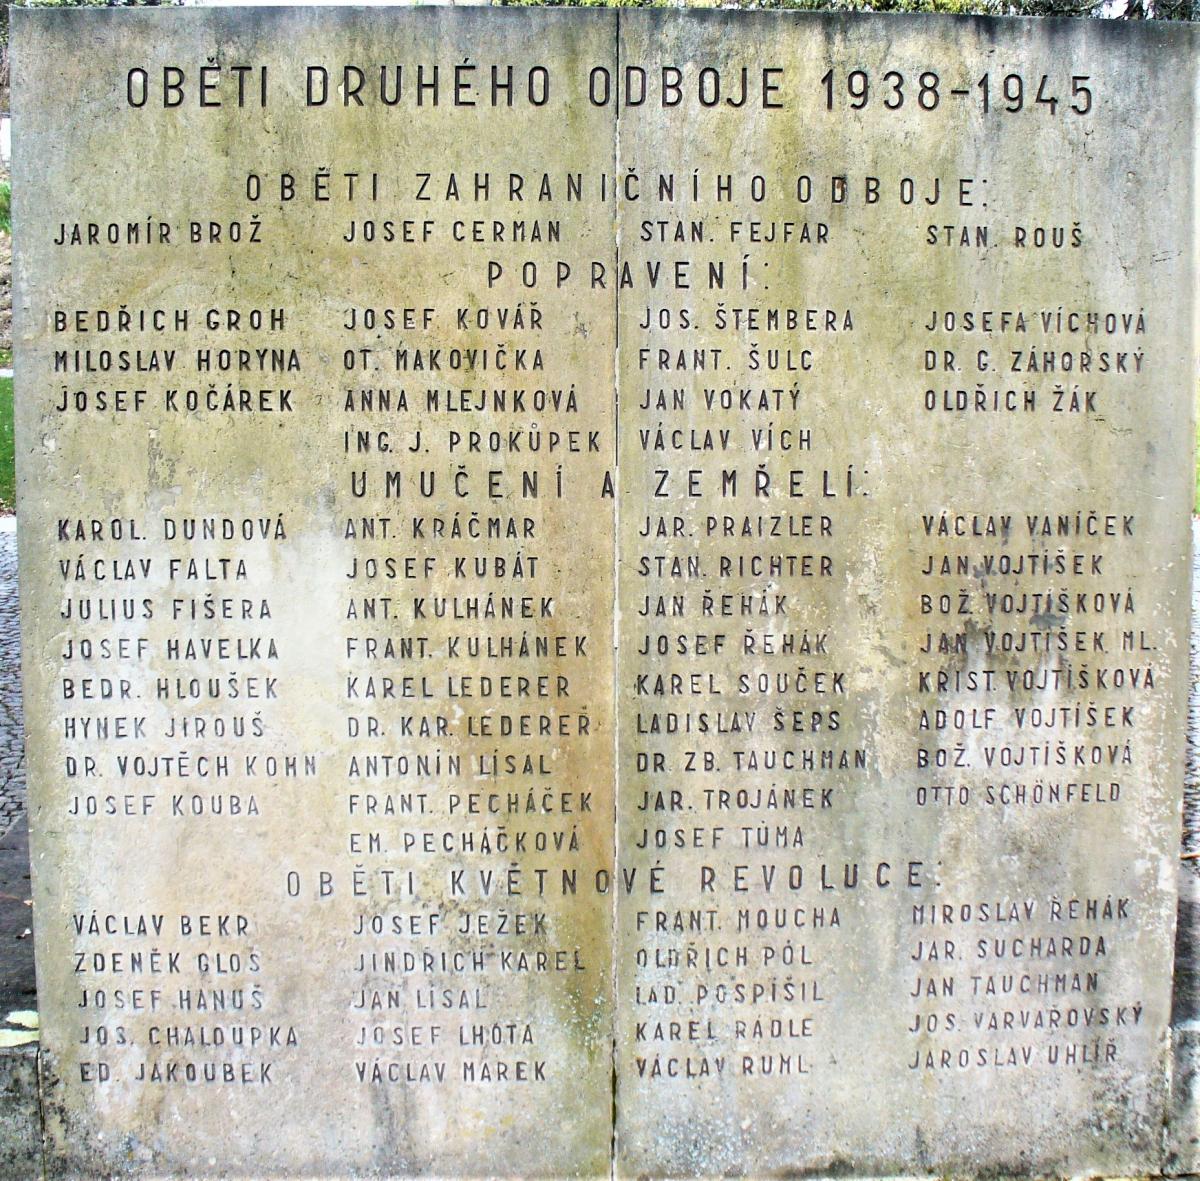 OBĚTI DRUHÉHO ODBOJE 1938-1945
OBĚTI ZAHRANIČNÍHO ODBOJE:
JAROMÍR BROŽ JOSEF CERMAN STAN. FEJFAR STAN. ROUŠ
POPRAVENÍ:
BEDŘICH GROH JOSEF KOVÁŘ JOS. ŠTEMBERA JOSEFA VÍCHOVÁ
MILOSLAV HORYNA OT. MAKOVIČKA FRANT. ŠULC DR. G. ZÁHORSKÝ
JOSEF KOČÁREK ANNA MLEJNKOVÁ JAN VOKATÝ OLDŘICH ŽÁK
ING. J. PROKŮPEK VÁCLAV VÍCH
UMUČENÍ A ZEMŘELÍ:
KAROL. DUNDOVÁ ANT. KRÁČMAR JAR. PRAIZLER VÁCLAV VANÍČEK
VÁCLAV FALTA JOSEF KUBÁT STAN. RICHTER JAN VOJTÍŠEK
JULIUS FIŠERA ANT. KULHÁNEK JAN ŘEHÁK BOŽ. VOJTÍŠKOVÁ
JOSEF HAVELKA FRANT. KULHÁNEK JOSEF ŘEHÁK JAN VOJTÍŠEK ML.
BEDR. HLOUŠEK KAREL LEDERER KAREL SOUČEK KRIST. VOJTÍŠKOVÁ
HYNEK JIROUŠ DR. KAR. LEDEREŘ LADISLAV ŠEPS ADOLF VOJTÍŠEK
DR. VOJTĚCH KOHN ANTONÍN LISAL DR. ZB. TAUCHMAN BOŽ. VOJTÍŠKOVÁ
JOSEF KOUBA FRANT. PECHÁČEK JAR. TROJÁNEK OTTO SCHÖNFELD
EM. PECHÁČKOVÁ JOSEF TŮMA
OBĚTI KVĚTNOVÉ REVOLUCE:
VÁCLAV BEKR JOSEF JEŽEK FRANT. MOUCHA MIROSLAV ŘEHÁK
ZDENĚK GLOS JINDŘICH KAREL OLDŘICH PÓL JAR. SUCHARDA
JOSEF HANUŠ JAN LISAL LAD. POSPÍŠIL JAN TAUCHMAN
JOS. CHALOUPKA JOSEF LHOTA KAREL RÁDLE JOS. VARVAŘOVSKÝ
ED. JAKOUBEK VÁCLAV MAREK VÁCLAV RUML JAROSLAV UHLÍŘ